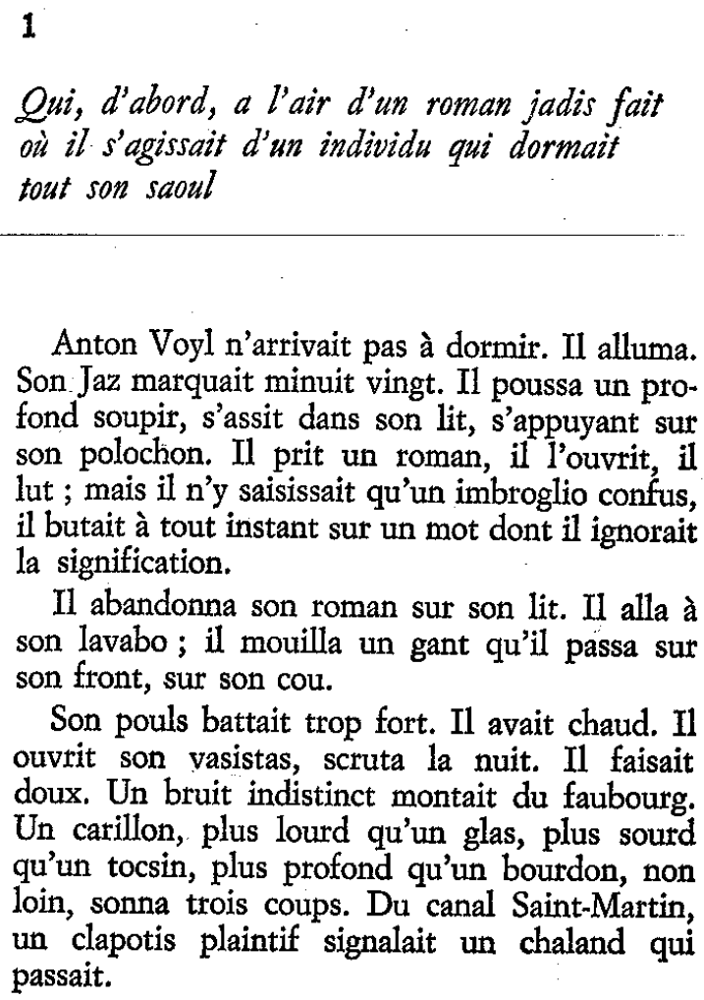 1
Qui, d'abord, a l'air d'un roman jadis fait
où il s'agissait d'un individu qui dormait
tout son saoul
Anton Voyl n'arrivait pas à dormir. Il alluma.
Son Jaz marquait minuit vingt. Il poussa un pro-
fond soupir, s'assit dans son lit, s'appuyant sur
son polochon. Il prit un roman, il l'ouvrit, il
lut ; mais il n'y saisissait qu'un imbroglio confus,
il butait à tout instant sur un mot dont il ignorait
la signification.
Il abandonna son roman sur son lit. Il alla à
son lavabo ; il mouilla un gant qu'il passa sur
son front, sur son cou.
Son pouls battait trop fort. Il avait chaud. Il
ouvrit son vasistas, scruta la nuit. Il faisait
doux. Un bruit indistinct montait du faubourg.
Un carillon, plus lourd qu'un glas, plus sourd
qu'un tocsin, plus profond qu'un bourdon, non
loin, sonna trois coups. Du canal Saint-Martin,
un clapotis plaintif signalait un chaland qui
passait.